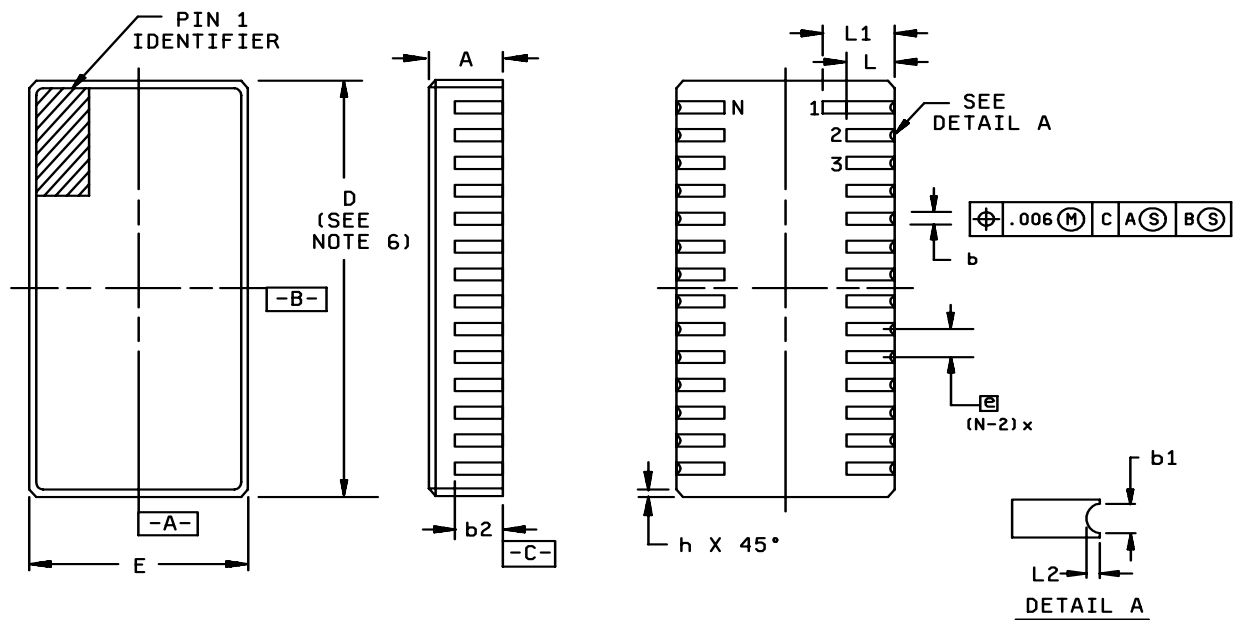 PIN 1
IDENTIFIER
A
L1
L
N
1
2
3
SEE
DETAIL A
D
(SEE
NOTE 6)
.006 M C A S B S
b
-B-
e
(N-2) x
-A-
E
b2
-C-
h X 45°
b1
L2
DETAIL A